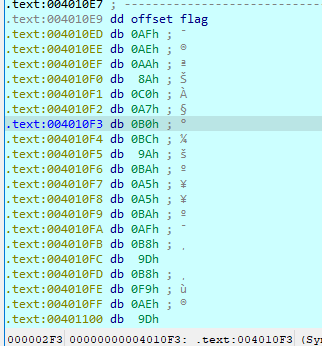 .text:004010E7 ; ---------------------------
.text:004010E9 dd offset flag
.text:004010ED db 0AFh ; ¯
.text:004010EE db 0AEh ; ®
.text:004010EF db 0AAh ; ª
.text:004010F0 db 8Ah ; Š
.text:004010F1 db 0C0h ; À
.text:004010F2 db 0A7h ; §
.text:004010F3 db 0B0h ; °
.text:004010F4 db 0BCh ; ¼
.text:004010F5 db 9Ah ; š
.text:004010F6 db 0BAh ; º
.text:004010F7 db 0A5h ; ¥
.text:004010F8 db 0A5h ; ¥
.text:004010F9 db 0BAh ; º
.text:004010FA db 0AFh ; ¯
.text:004010FB db 0B8h ; ¸
.text:004010FC db 9Dh
.text:004010FD db 0B8h ; ¸
.text:004010FE db 0F9h ; ù
.text:004010FF db 0AEh ; ®
.text:00401100 db 9Dh
000002F3 00000000004010F3: .text:004010F3 (Syn